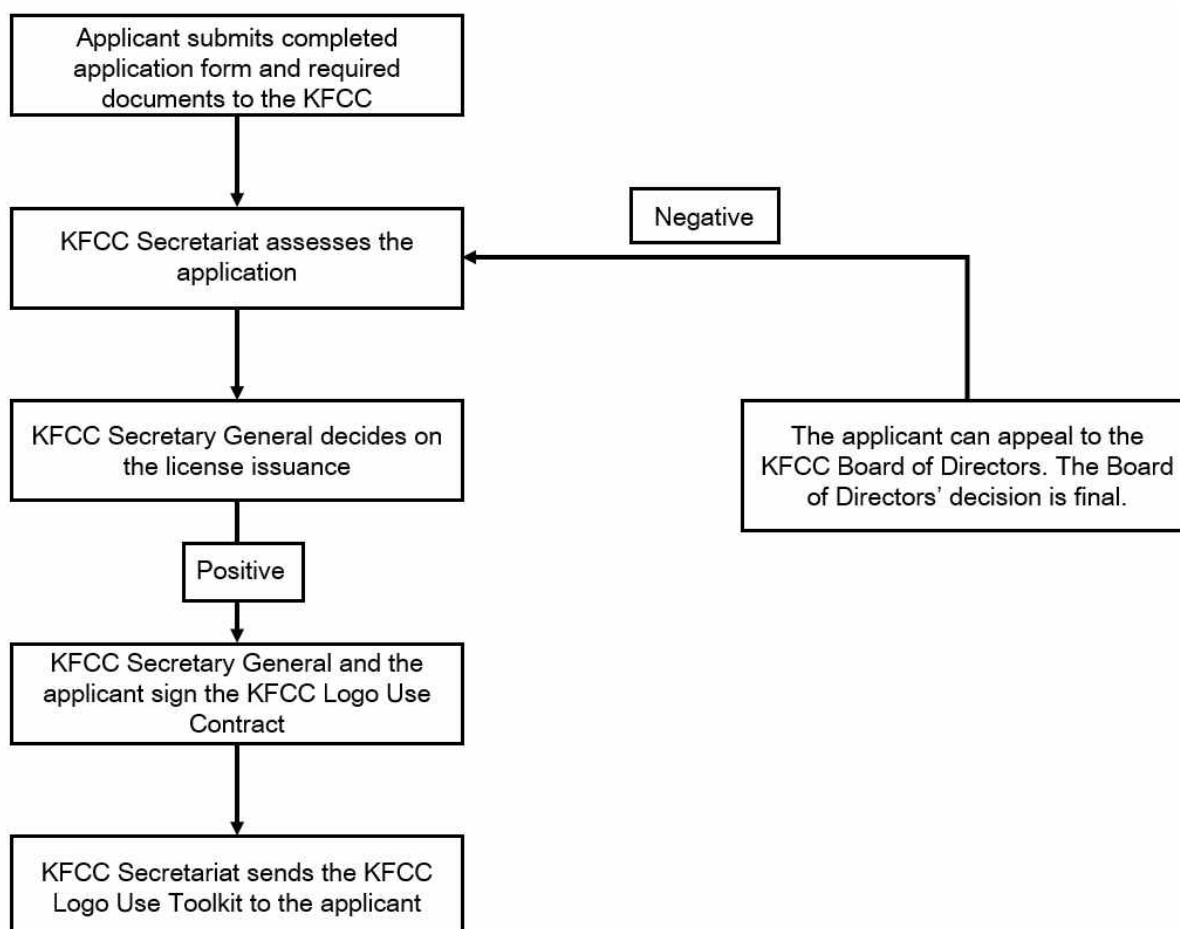 Applicant submits completed
application form and required
documents to the KFCC
KFCC Secretariat assesses the
application
Negative
KFCC Secretary General decides on
the license issuance
The applicant can appeal to the
KFCC Board of Directors. The Board
of Directors’ decision is final.
Positive
KFCC Secretary General and the
applicant sign the KFCC Logo Use
Contract
KFCC Secretariat sends the KFCC
Logo Use Toolkit to the applicant